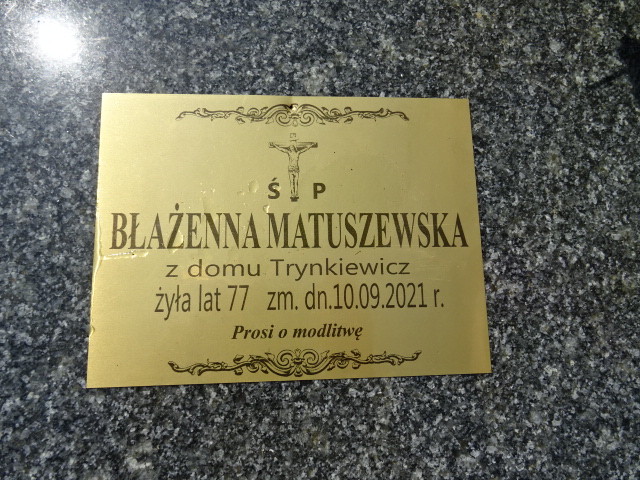 Ś P
BŁAŻENNA MATUSZEWSKA
z domu Trynkiewicz
żyła lat 77 zm. dn.10.09.2021 r.
Prosi o modlitwę